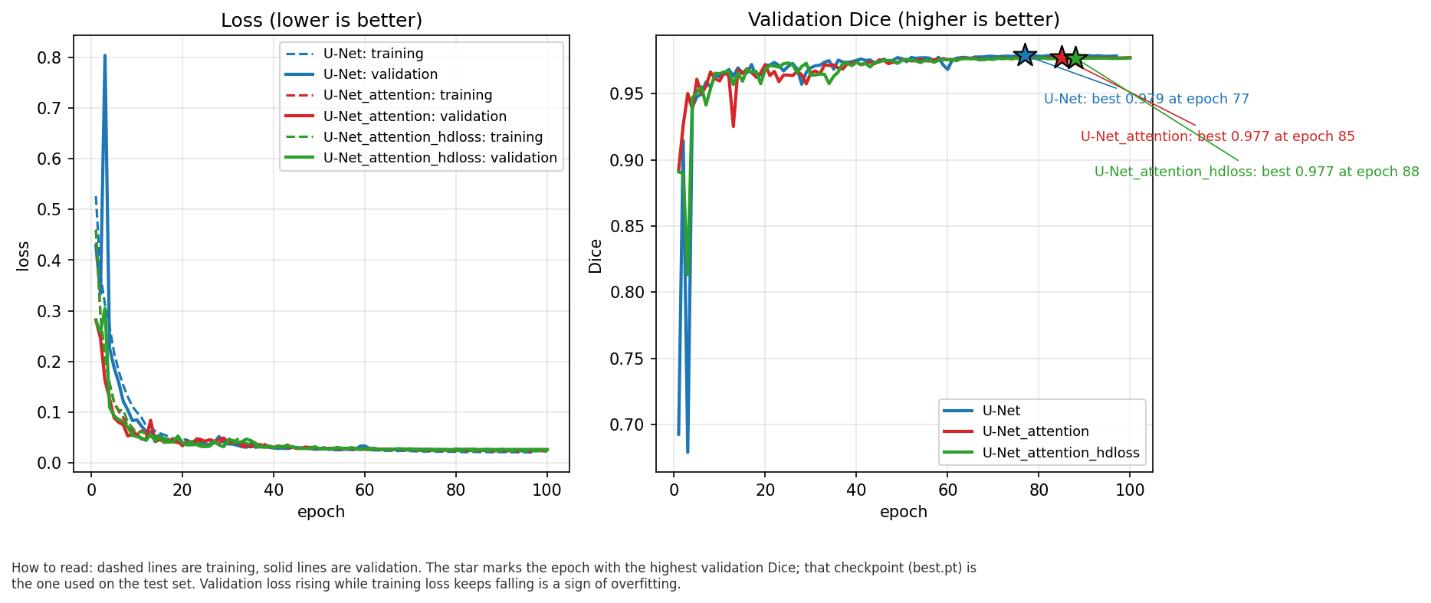 Loss (lower is better)
0.8
0.7
0.6
0.5
0.4
0.3
0.2
0.1
0.0
loss
0 20 40 60 80 100
epoch
U-Net: training
U-Net: validation
U-Net_attention: training
U-Net_attention: validation
U-Net_attention_hdloss: training
U-Net_attention_hdloss: validation
Validation Dice (higher is better)
0.95
0.90
0.85
0.80
0.75
0.70
Dice
0 20 40 60 80 100
epoch
U-Net: best 0.979 at epoch 77
U-Net_attention: best 0.977 at epoch 85
U-Net_attention_hdloss: best 0.977 at epoch 88
U-Net
U-Net_attention
U-Net_attention_hdloss
How to read: dashed lines are training, solid lines are validation. The star marks the epoch with the highest validation Dice; that checkpoint (best.pt) is
the one used on the test set. Validation loss rising while training loss keeps falling is a sign of overfitting.